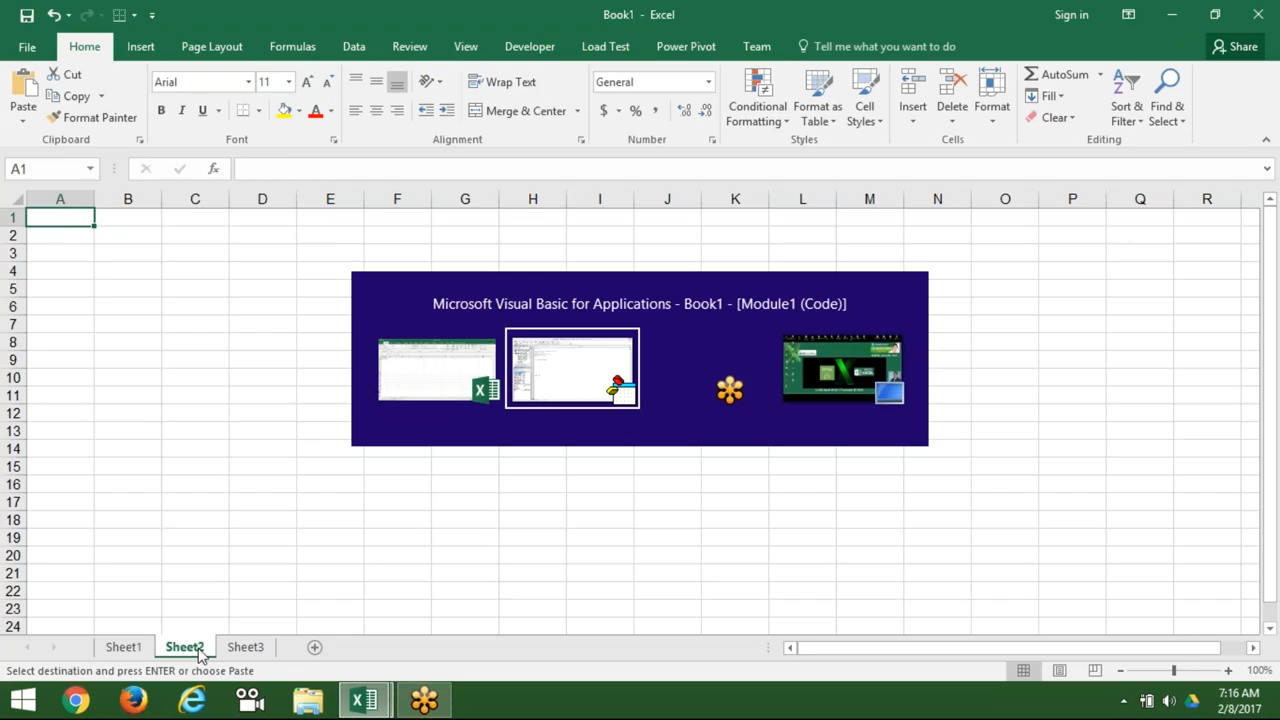 Book1 - Excel
Sign in
File Home Insert Page Layout Formulas Data Review View Developer Load Test Power Pivot Team Tell me what you want to do Share
Paste
Cut
Copy
Format Painter
Clipboard
Arial 11
B I U
Font
Wrap Text
Merge & Center
Alignment
General
$ % ,
Number
Conditional Formatting
Format as Table
Cell Styles
Styles
Insert
Delete
Format
Cells
AutoSum
Fill
Clear
Sort & Filter
Find & Select
Editing
A1
fx
A B C D E F G H I J K L M N O P Q R
1
2
3
4
5
6
7
8
9
10
11
12
13
14
15
16
17
18
19
20
21
22
23
24
Microsoft Visual Basic for Applications - Book1 - [Module1 (Code)]
Sheet1 Sheet2 Sheet3
Select destination and press ENTER or choose Paste
100%
7:16 AM
2/8/2017